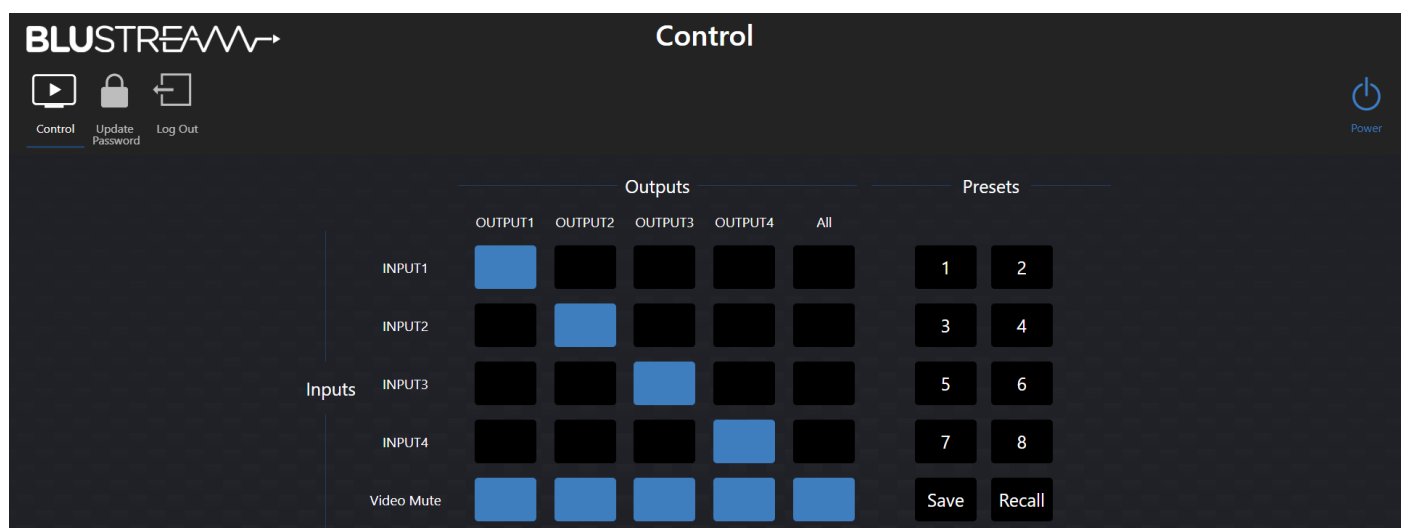 BLUSTREAM
Control
Control
Update
Password
Log Out
Power
Outputs
Presets
OUTPUT1 OUTPUT2 OUTPUT3 OUTPUT4 All
INPUT1
1 2
INPUT2
3 4
Inputs
INPUT3
5 6
INPUT4
7 8
Video Mute
Save Recall